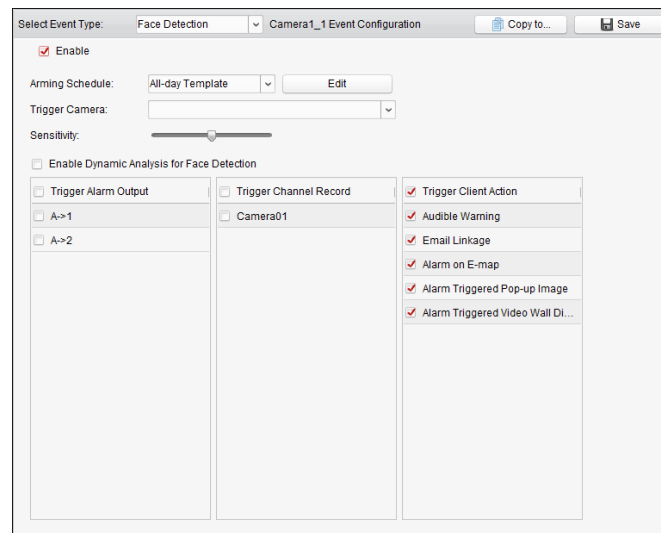 Select Event Type: Face Detection Camera1_1 Event Configuration Copy to... Save
Enable
Arming Schedule: All-day Template Edit
Trigger Camera:
Sensitivity:
Enable Dynamic Analysis for Face Detection
Trigger Alarm Output Trigger Channel Record Trigger Client Action
A->1 Camera01 Audible Warning
A->2 Email Linkage
Alarm on E-map
Alarm Triggered Pop-up Image
Alarm Triggered Video Wall Di...